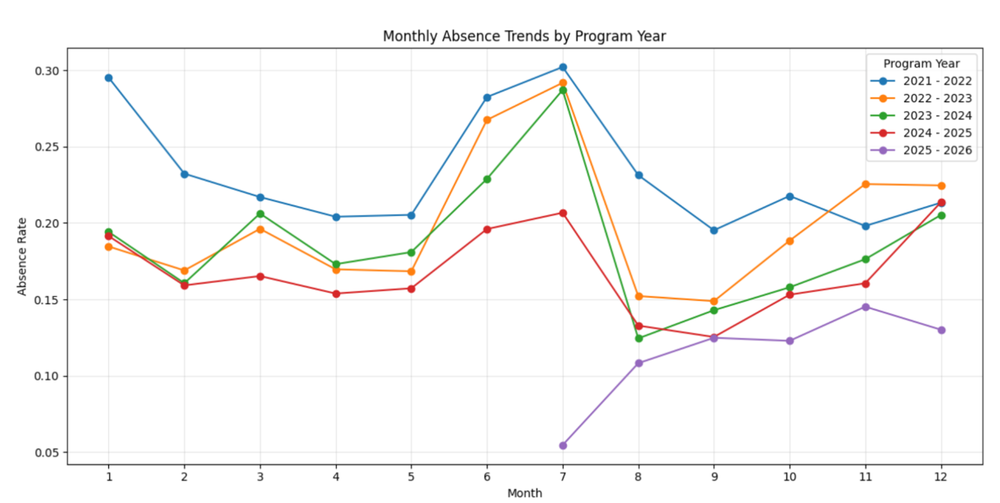 Monthly Absence Trends by Program Year
0.30
0.25
0.20
0.15
0.10
0.05
Absence Rate
Program Year
2021 - 2022
2022 - 2023
2023 - 2024
2024 - 2025
2025 - 2026
1 2 3 4 5 6 7 8 9 10 11 12
Month